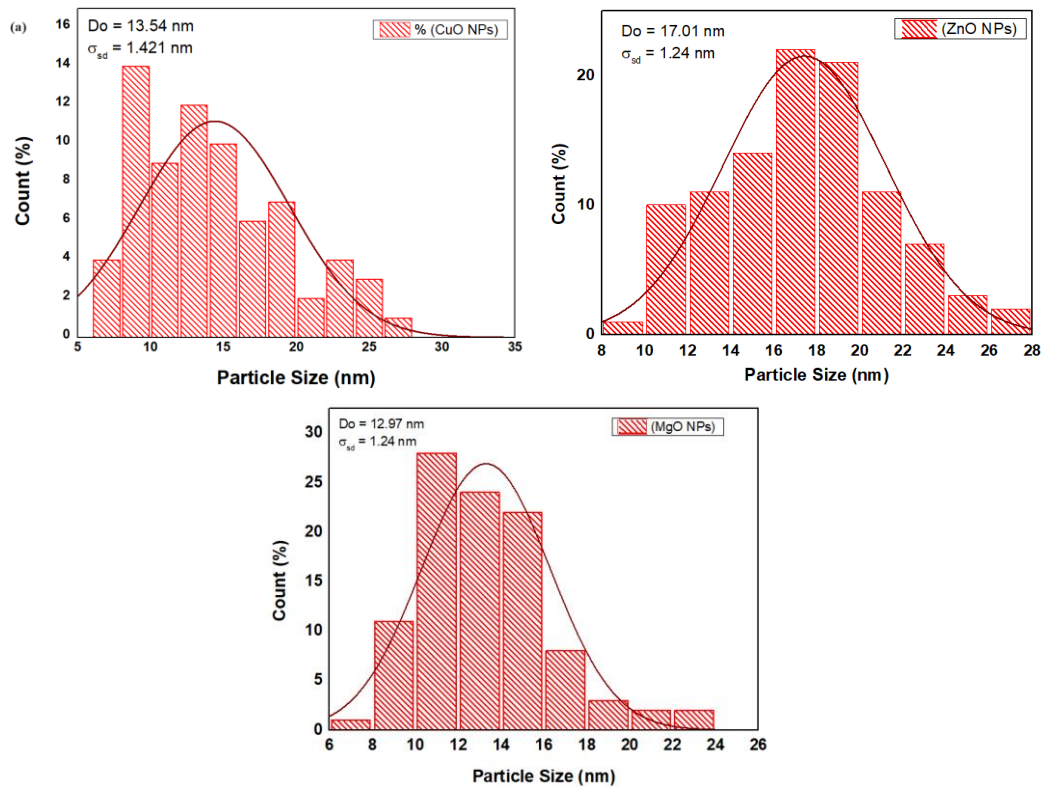 (a)
Do = 13.54 nm
σsd = 1.421 nm
% (CuO NPs)
16
14
12
10
8
6
4
2
0
Count (%)
5 10 15 20 25 30 35
Particle Size (nm)
Do = 17.01 nm
σsd = 1.24 nm
(ZnO NPs)
20
10
0
Count (%)
8 10 12 14 16 18 20 22 24 26 28
Particle Size (nm)
Do = 12.97 nm
σsd = 1.24 nm
(MgO NPs)
30
25
20
15
10
5
0
Count (%)
6 8 10 12 14 16 18 20 22 24 26
Particle Size (nm)